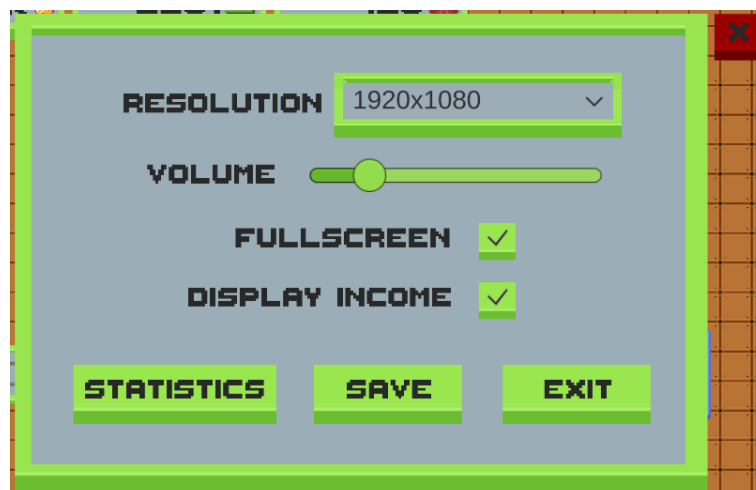 RESOLUTION 1920x1080
VOLUME
FULLSCREEN
DISPLAY INCOME
STATISTICS SAVE EXIT